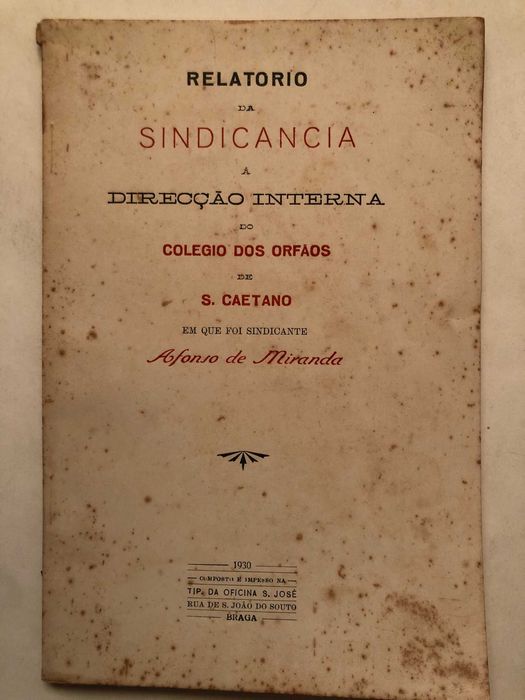 RELATORIO
DA
SINDICANCIA
Á
DIRECÇÃO INTERNA
DO
COLEGIO DOS ORFÃOS
DE
S. CAETANO
EM QUE FOI SINDICANTE
Afonso de Miranda
1930
COMPOSTO E IMPRESSO NA
TIP. DA OFICINA S. JOSÉ
RUA DE S. JOÃO DO SOUTO
BRAGA